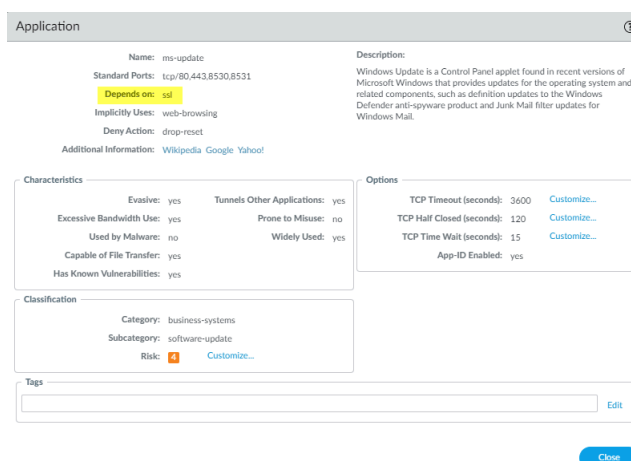 Application
Name: ms-update
Standard Ports: tcp/80,443,8530,8531
Depends on: ssl
Implicitly Uses: web-browsing
Deny Action: drop-reset
Additional Information: Wikipedia Google Yahoo!
Description:
Windows Update is a Control Panel applet found in recent versions of
Microsoft Windows that provides updates for the operating system and
related components, such as definition updates to the Windows
Defender anti-spyware product and Junk Mail filter updates for
Windows Mail.
Characteristics
Evasive: yes Tunnels Other Applications: yes
Excessive Bandwidth Use: yes Prone to Misuse: no
Used by Malware: no Widely Used: yes
Capable of File Transfer: yes
Has Known Vulnerabilities: yes
Options
TCP Timeout (seconds): 3600 Customize...
TCP Half Closed (seconds): 120 Customize...
TCP Time Wait (seconds): 15 Customize...
App-ID Enabled: yes
Classification
Category: business-systems
Subcategory: software-update
Risk: 4 Customize...
Tags
Edit
Close